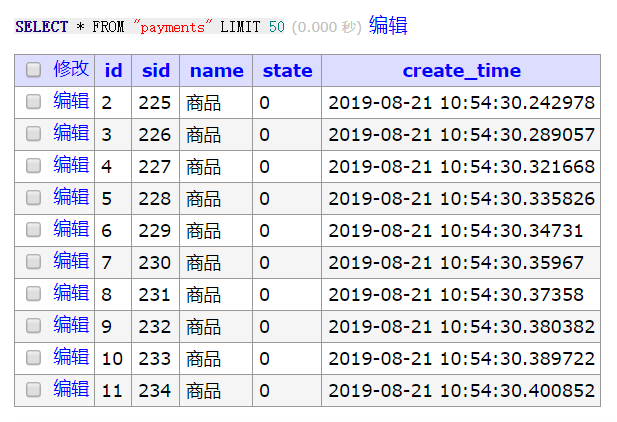 SELECT * FROM "payments" LIMIT 50 (0.000 秒) 编辑
修改 id sid name state create_time
编辑 2 225 商品 0 2019-08-21 10:54:30.242978
编辑 3 226 商品 0 2019-08-21 10:54:30.289057
编辑 4 227 商品 0 2019-08-21 10:54:30.321668
编辑 5 228 商品 0 2019-08-21 10:54:30.335826
编辑 6 229 商品 0 2019-08-21 10:54:30.34731
编辑 7 230 商品 0 2019-08-21 10:54:30.35967
编辑 8 231 商品 0 2019-08-21 10:54:30.37358
编辑 9 232 商品 0 2019-08-21 10:54:30.380382
编辑 10 233 商品 0 2019-08-21 10:54:30.389722
编辑 11 234 商品 0 2019-08-21 10:54:30.400852